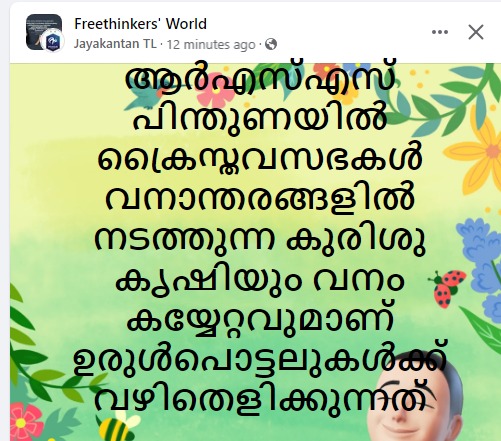 Freethinkers' World
Jayakantan TL · 12 minutes ago ·
ആർഎസ്എസ്
പിന്തുണയിൽ
ക്രൈസ്തവസഭകൾ
വനാന്തരങ്ങളിൽ
നടത്തുന്ന കുരിശു
കൃഷിയും വനം
കയ്യേറ്റവുമാണ്
ഉരുൾപൊട്ടലുകൾക്ക്
വഴിതെളിക്കുന്നത്